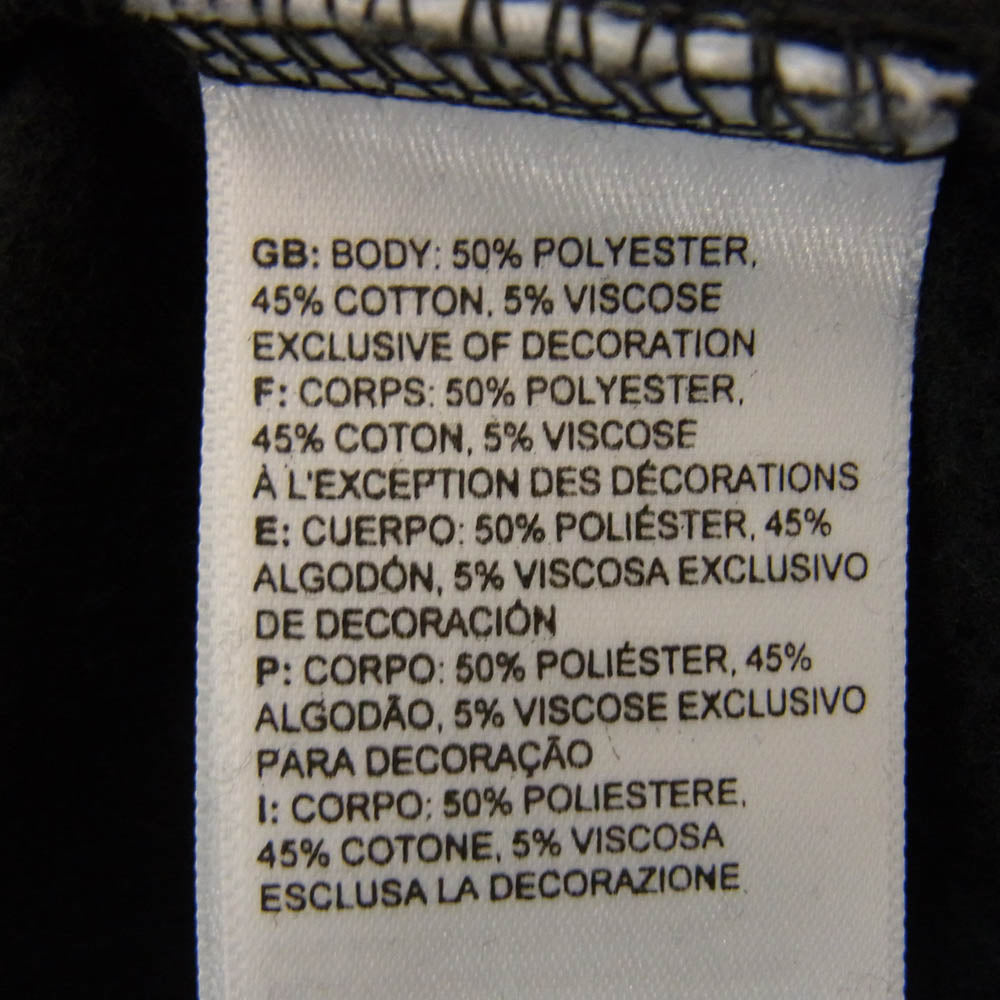 GB: BODY: 50% POLYESTER,
45% COTTON, 5% VISCOSE
EXCLUSIVE OF DECORATION
F: CORPS: 50% POLYESTER,
45% COTON, 5% VISCOSE
À L'EXCEPTION DES DÉCORATIONS
E: CUERPO: 50% POLIÉSTER, 45%
ALGODÓN, 5% VISCOSA EXCLUSIVO
DE DECORACIÓN
P: CORPO: 50% POLIÉSTER, 45%
ALGODÃO, 5% VISCOSE EXCLUSIVO
PARA DECORAÇÃO
I: CORPO: 50% POLIESTERE,
45% COTONE, 5% VISCOSA
ESCLUSA LA DECORAZIONE